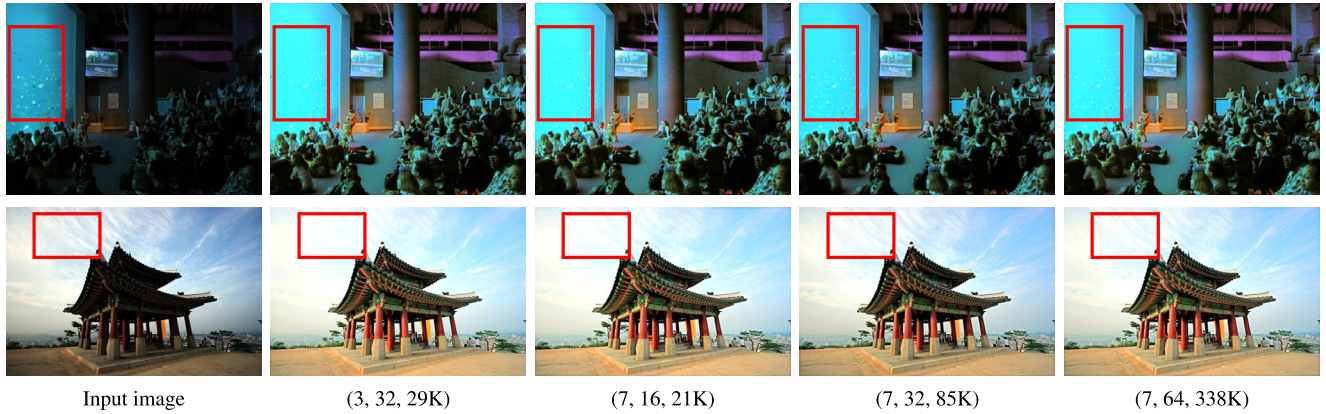 Input image
(3, 32, 29K)
(7, 16, 21K)
(7, 32, 85K)
(7, 64, 338K)